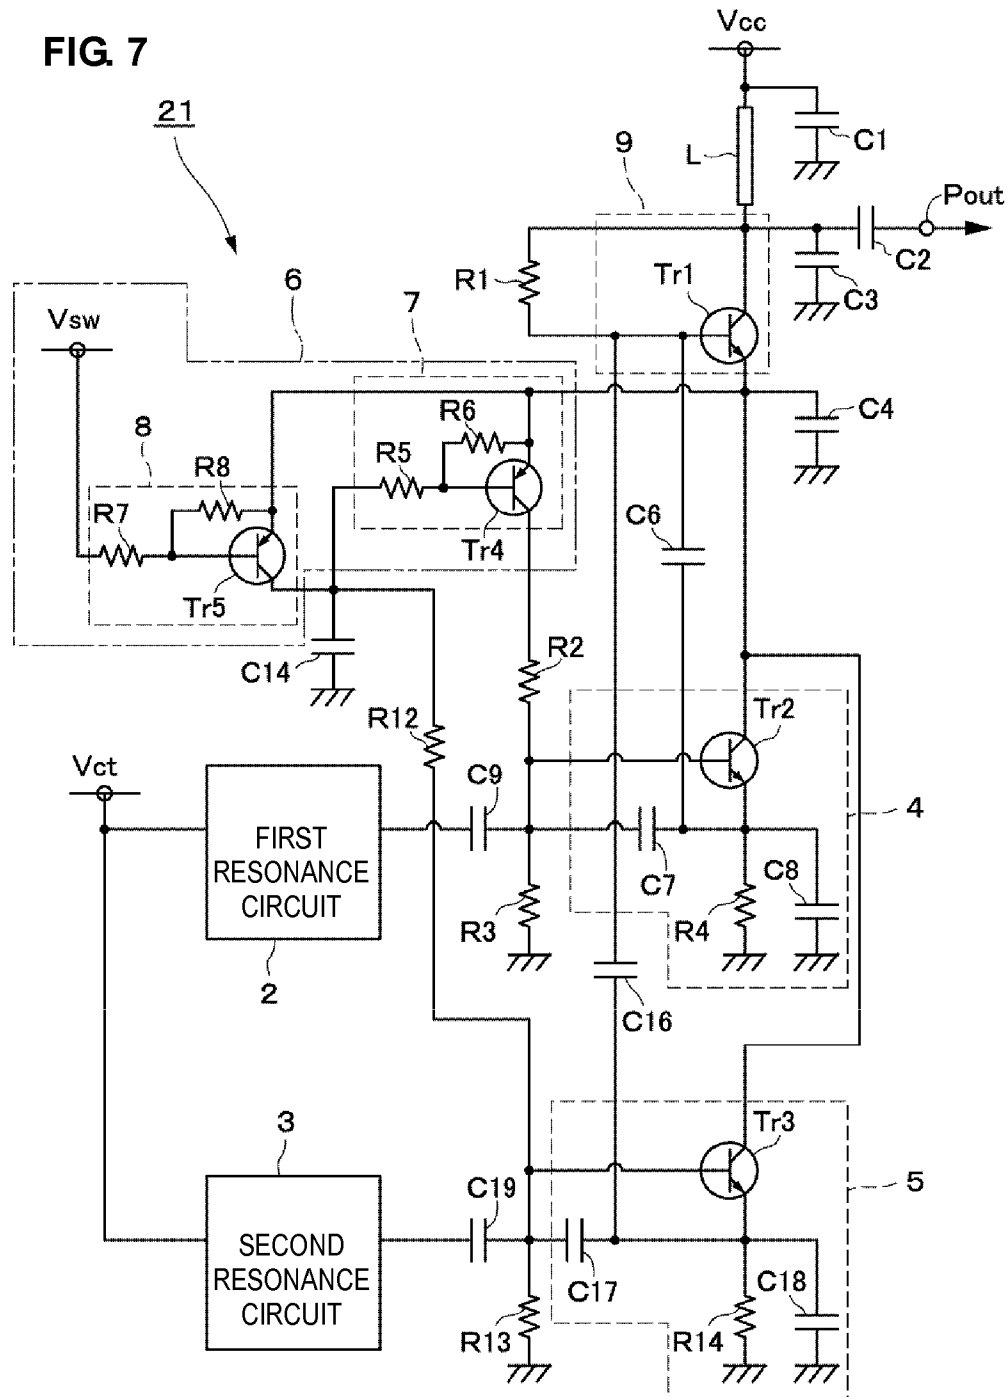 FIG. 7
Vcc
21
C1
L
9
Pout
C2
R1
Tr1
C3
6
7
Vsw
C4
R6
8
R5
R8
R7
C6
Tr4
Tr5
C14
R2
R12
Tr2
Vct
C9
4
FIRST
RESONANCE
CIRCUIT
C7
C8
R3
R4
2
C16
3
Tr3
5
C19
SECOND
RESONANCE
CIRCUIT
C17
C18
R13
R14